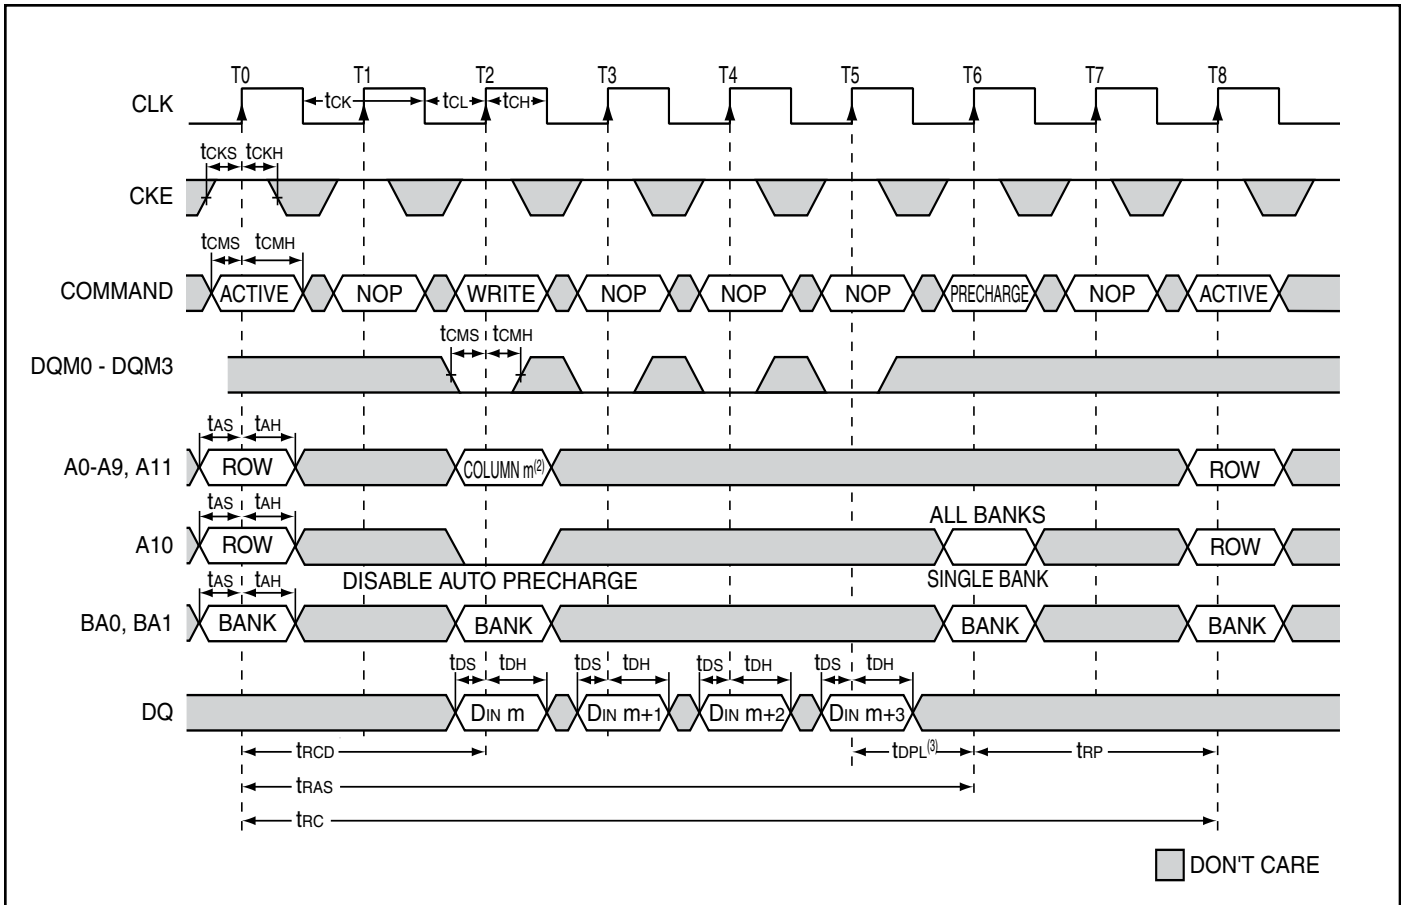 T0 T1 T2 T3 T4 T5 T6 T7 T8
CLK tCK tCL tCH
tCKS tCKH
CKE
tCMS tCMH
COMMAND ACTIVE NOP WRITE NOP NOP NOP PRECHARGE NOP ACTIVE
tCMS tCMH
DQM0 - DQM3
tAS tAH
A0-A9, A11 ROW COLUMN m(2) ROW
tAS tAH ALL BANKS
A10 ROW ROW
DISABLE AUTO PRECHARGE SINGLE BANK
tAS tAH
BA0, BA1 BANK BANK BANK BANK
tDS tDH tDS tDH tDS tDH tDS tDH
DQ DIN m DIN m+1 DIN m+2 DIN m+3
tRCD tDPL(3) tRP
tRAS
tRC
DON'T CARE